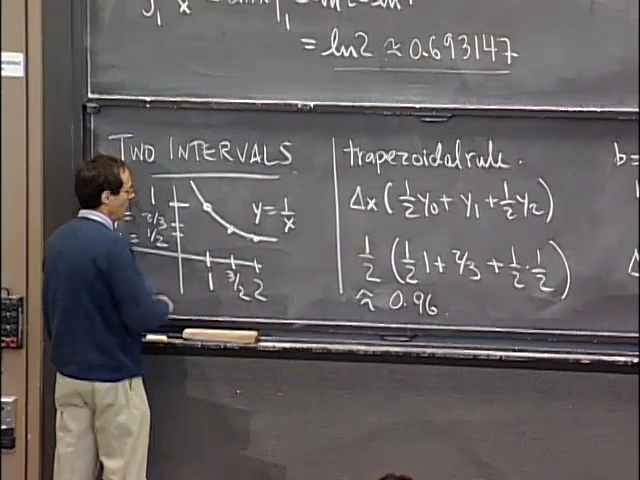 = ln2 ≈ 0.693147
TWO INTERVALS
1
2/3
= 1/2
y = 1/x
1 3/2 2
trapezoidal rule.
Δx(1/2 y0 + y1 + 1/2 y2)
1/2 (1/2 1 + 2/3 + 1/2 · 1/2)
≈ 0.96
b =